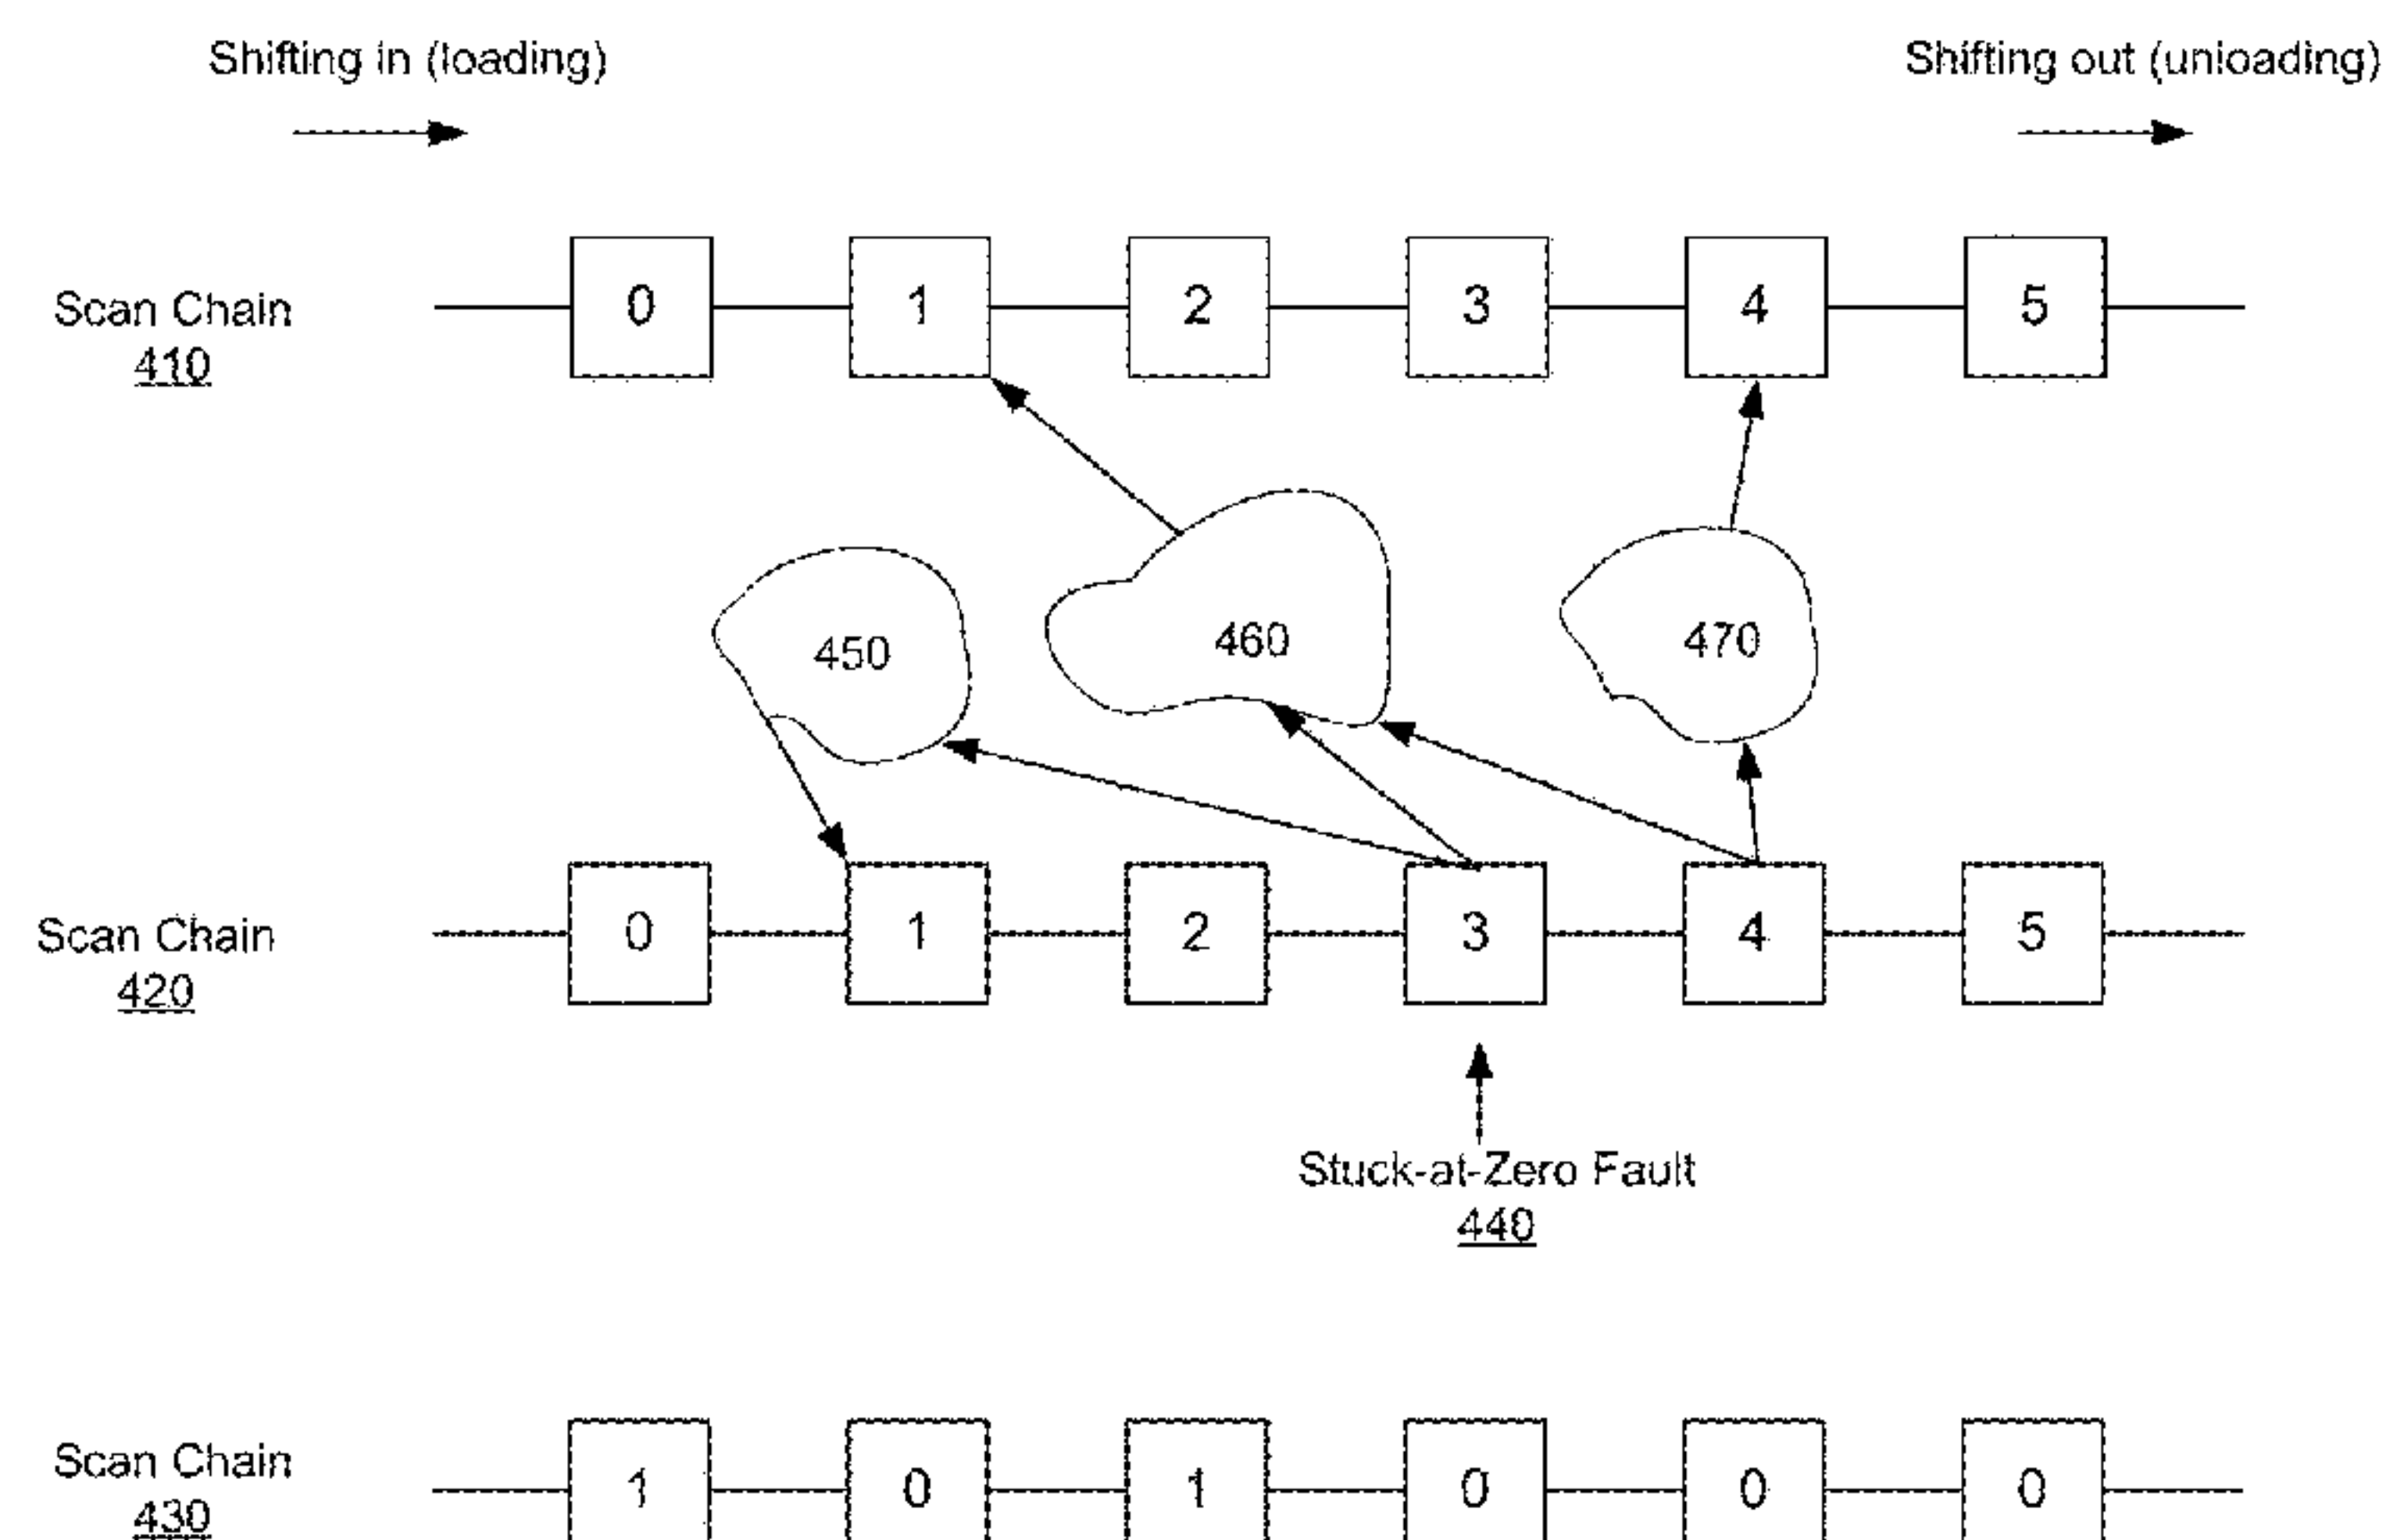 Shifting in (loading) Shifting out (unloading)
Scan Chain
410
0 1 2 3 4 5
450 460 470
Scan Chain
420
0 1 2 3 4 5
Stuck-at-Zero Fault
440
Scan Chain
430
1 0 1 0 0 0